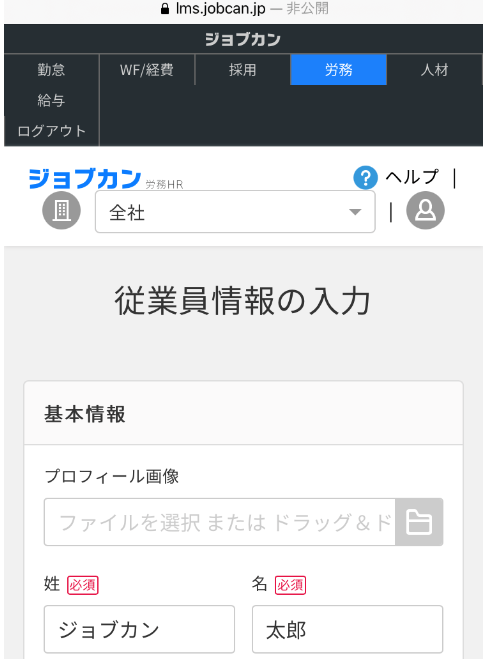 lms.jobcan.jp — 非公開
ジョブカン
勤怠 WF/経費 採用 労務 人材
給与
ログアウト
ジョブカン 労務HR ? ヘルプ |
全社 |
従業員情報の入力
基本情報
プロフィール画像
ファイルを選択 または ドラッグ＆ド
姓 必須 名 必須
ジョブカン 太郎